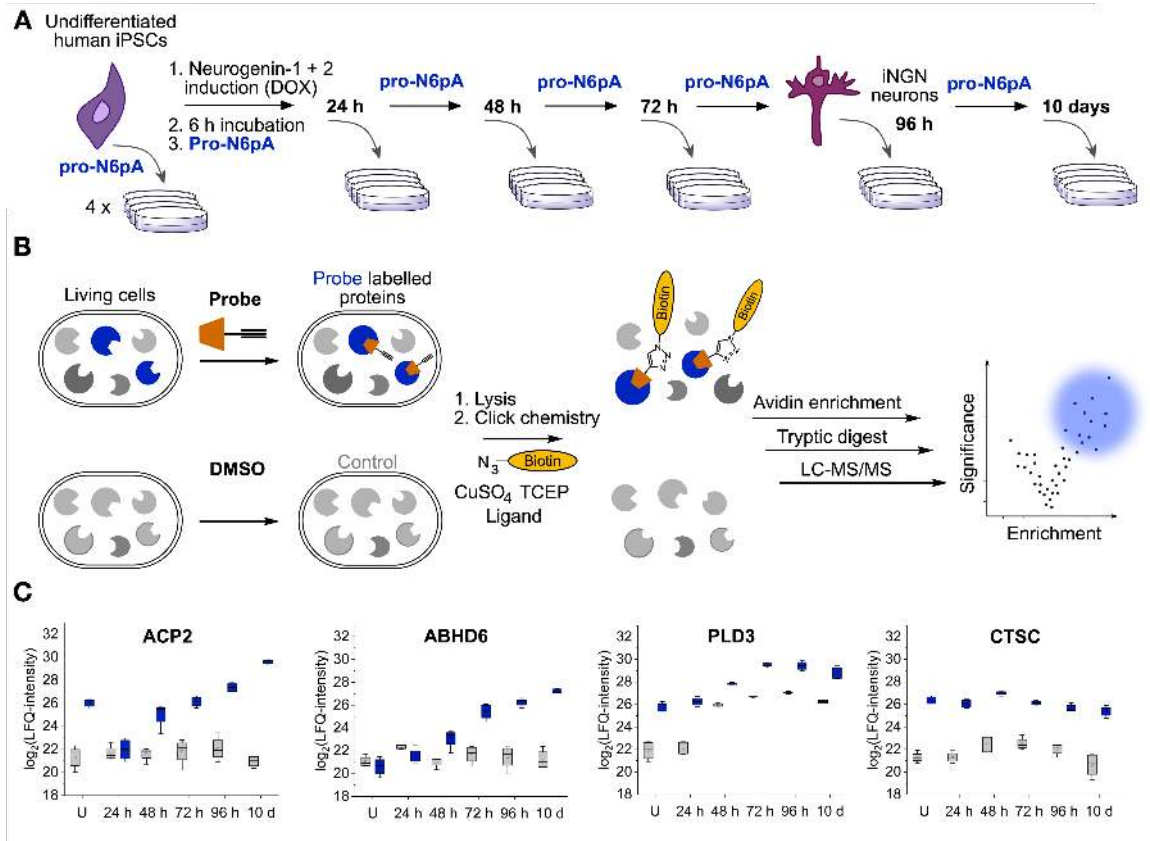 A
Undifferentiated
human iPSCs
1. Neurogenin-1 + 2
induction (DOX)
2. 6 h incubation
3. Pro-N6pA
pro-N6pA
4 x
24 h
pro-N6pA
48 h
pro-N6pA
72 h
pro-N6pA
iNGN
neurons
96 h
pro-N6pA
10 days
B
Living cells
Probe
Probe labelled
proteins
DMSO
Control
1. Lysis
2. Click chemistry
N3 Biotin
CuSO4 TCEP
Ligand
Biotin
Biotin
N
N
N
N
N
N
Avidin enrichment
Tryptic digest
LC-MS/MS
Significance
Enrichment
C
ACP2
log2(LFQ-intensity)
32
30
28
26
24
22
20
18
U 24 h 48 h 72 h 96 h 10 d
ABHD6
log2(LFQ-intensity)
32
30
28
26
24
22
20
18
U 24 h 48 h 72 h 96 h 10 d
PLD3
log2(LFQ-intensity)
32
30
28
26
24
22
20
18
U 24 h 48 h 72 h 96 h 10 d
CTSC
log2(LFQ-intensity)
32
30
28
26
24
22
20
18
U 24 h 48 h 72 h 96 h 10 d